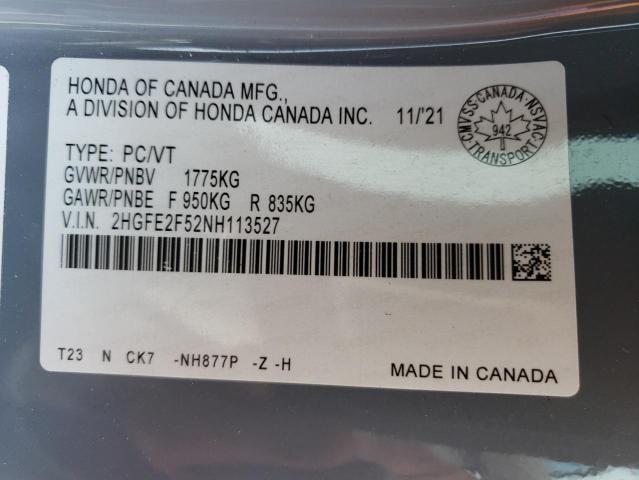 HONDA OF CANADA MFG.,
A DIVISION OF HONDA CANADA INC. 11/'21
CMVSS·CANADA·NSVAC
942
TRANSPORT
TYPE: PC/VT
GVWR/PNBV 1775KG
GAWR/PNBE F 950KG R 835KG
V.I.N. 2HGFE2F52NH113527
T23 N CK7 -NH877P -Z -H
MADE IN CANADA